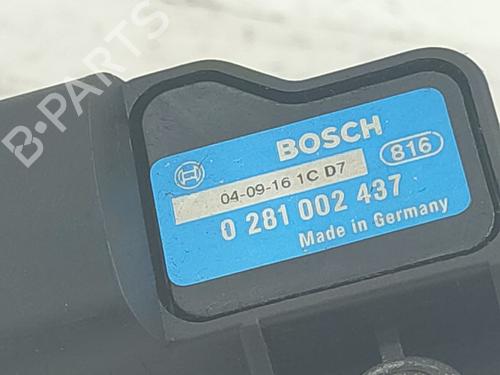 B-PARTS
BOSCH
816
04-09-16 1C D7
0 281 002 437
Made in Germany